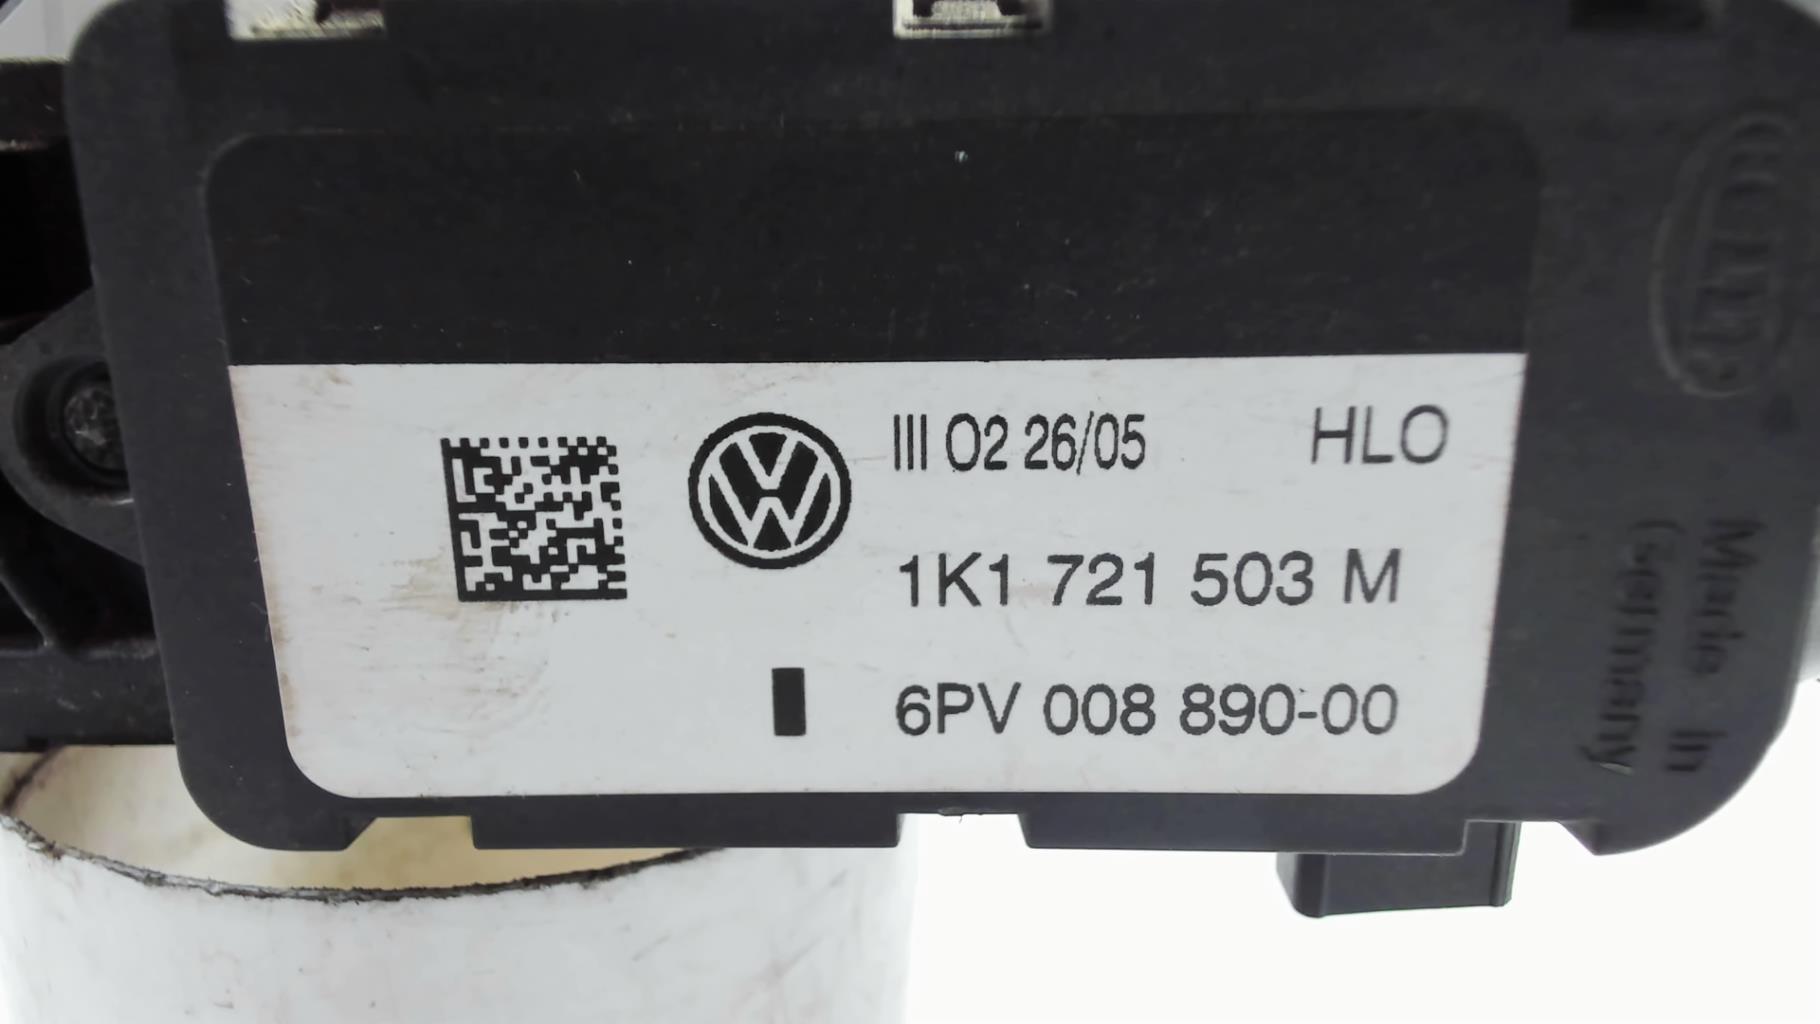 III O2 26/05 HLO
1K1 721 503 M
6PV 008 890-00
Made in
Germany